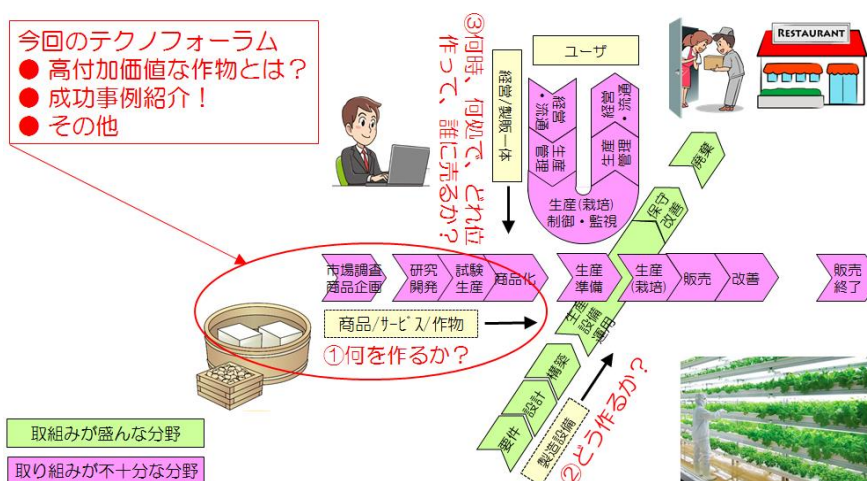 今回のテクノフォーラム
● 高付加価値な作物とは？
● 成功事例紹介！
● その他
③何時、何処で、どれ位
作って、誰に売るか？
経営/製販一体
ユーザ
経営
・流通
生産
管理
生産(栽培)
制御・監視
生産
管理
経営
・流通
RESTAURANT
廃棄
保守
改善
生産
設備
運用
構築
設計
要件
製造設備
②どう作るか？
市場調査
商品企画
研究
開発
試験
生産
商品化
生産
準備
生産
(栽培)
販売
改善
販売
終了
商品/ｻｰﾋﾞｽ/作物
①何を作るか？
取組みが盛んな分野
取り組みが不十分な分野